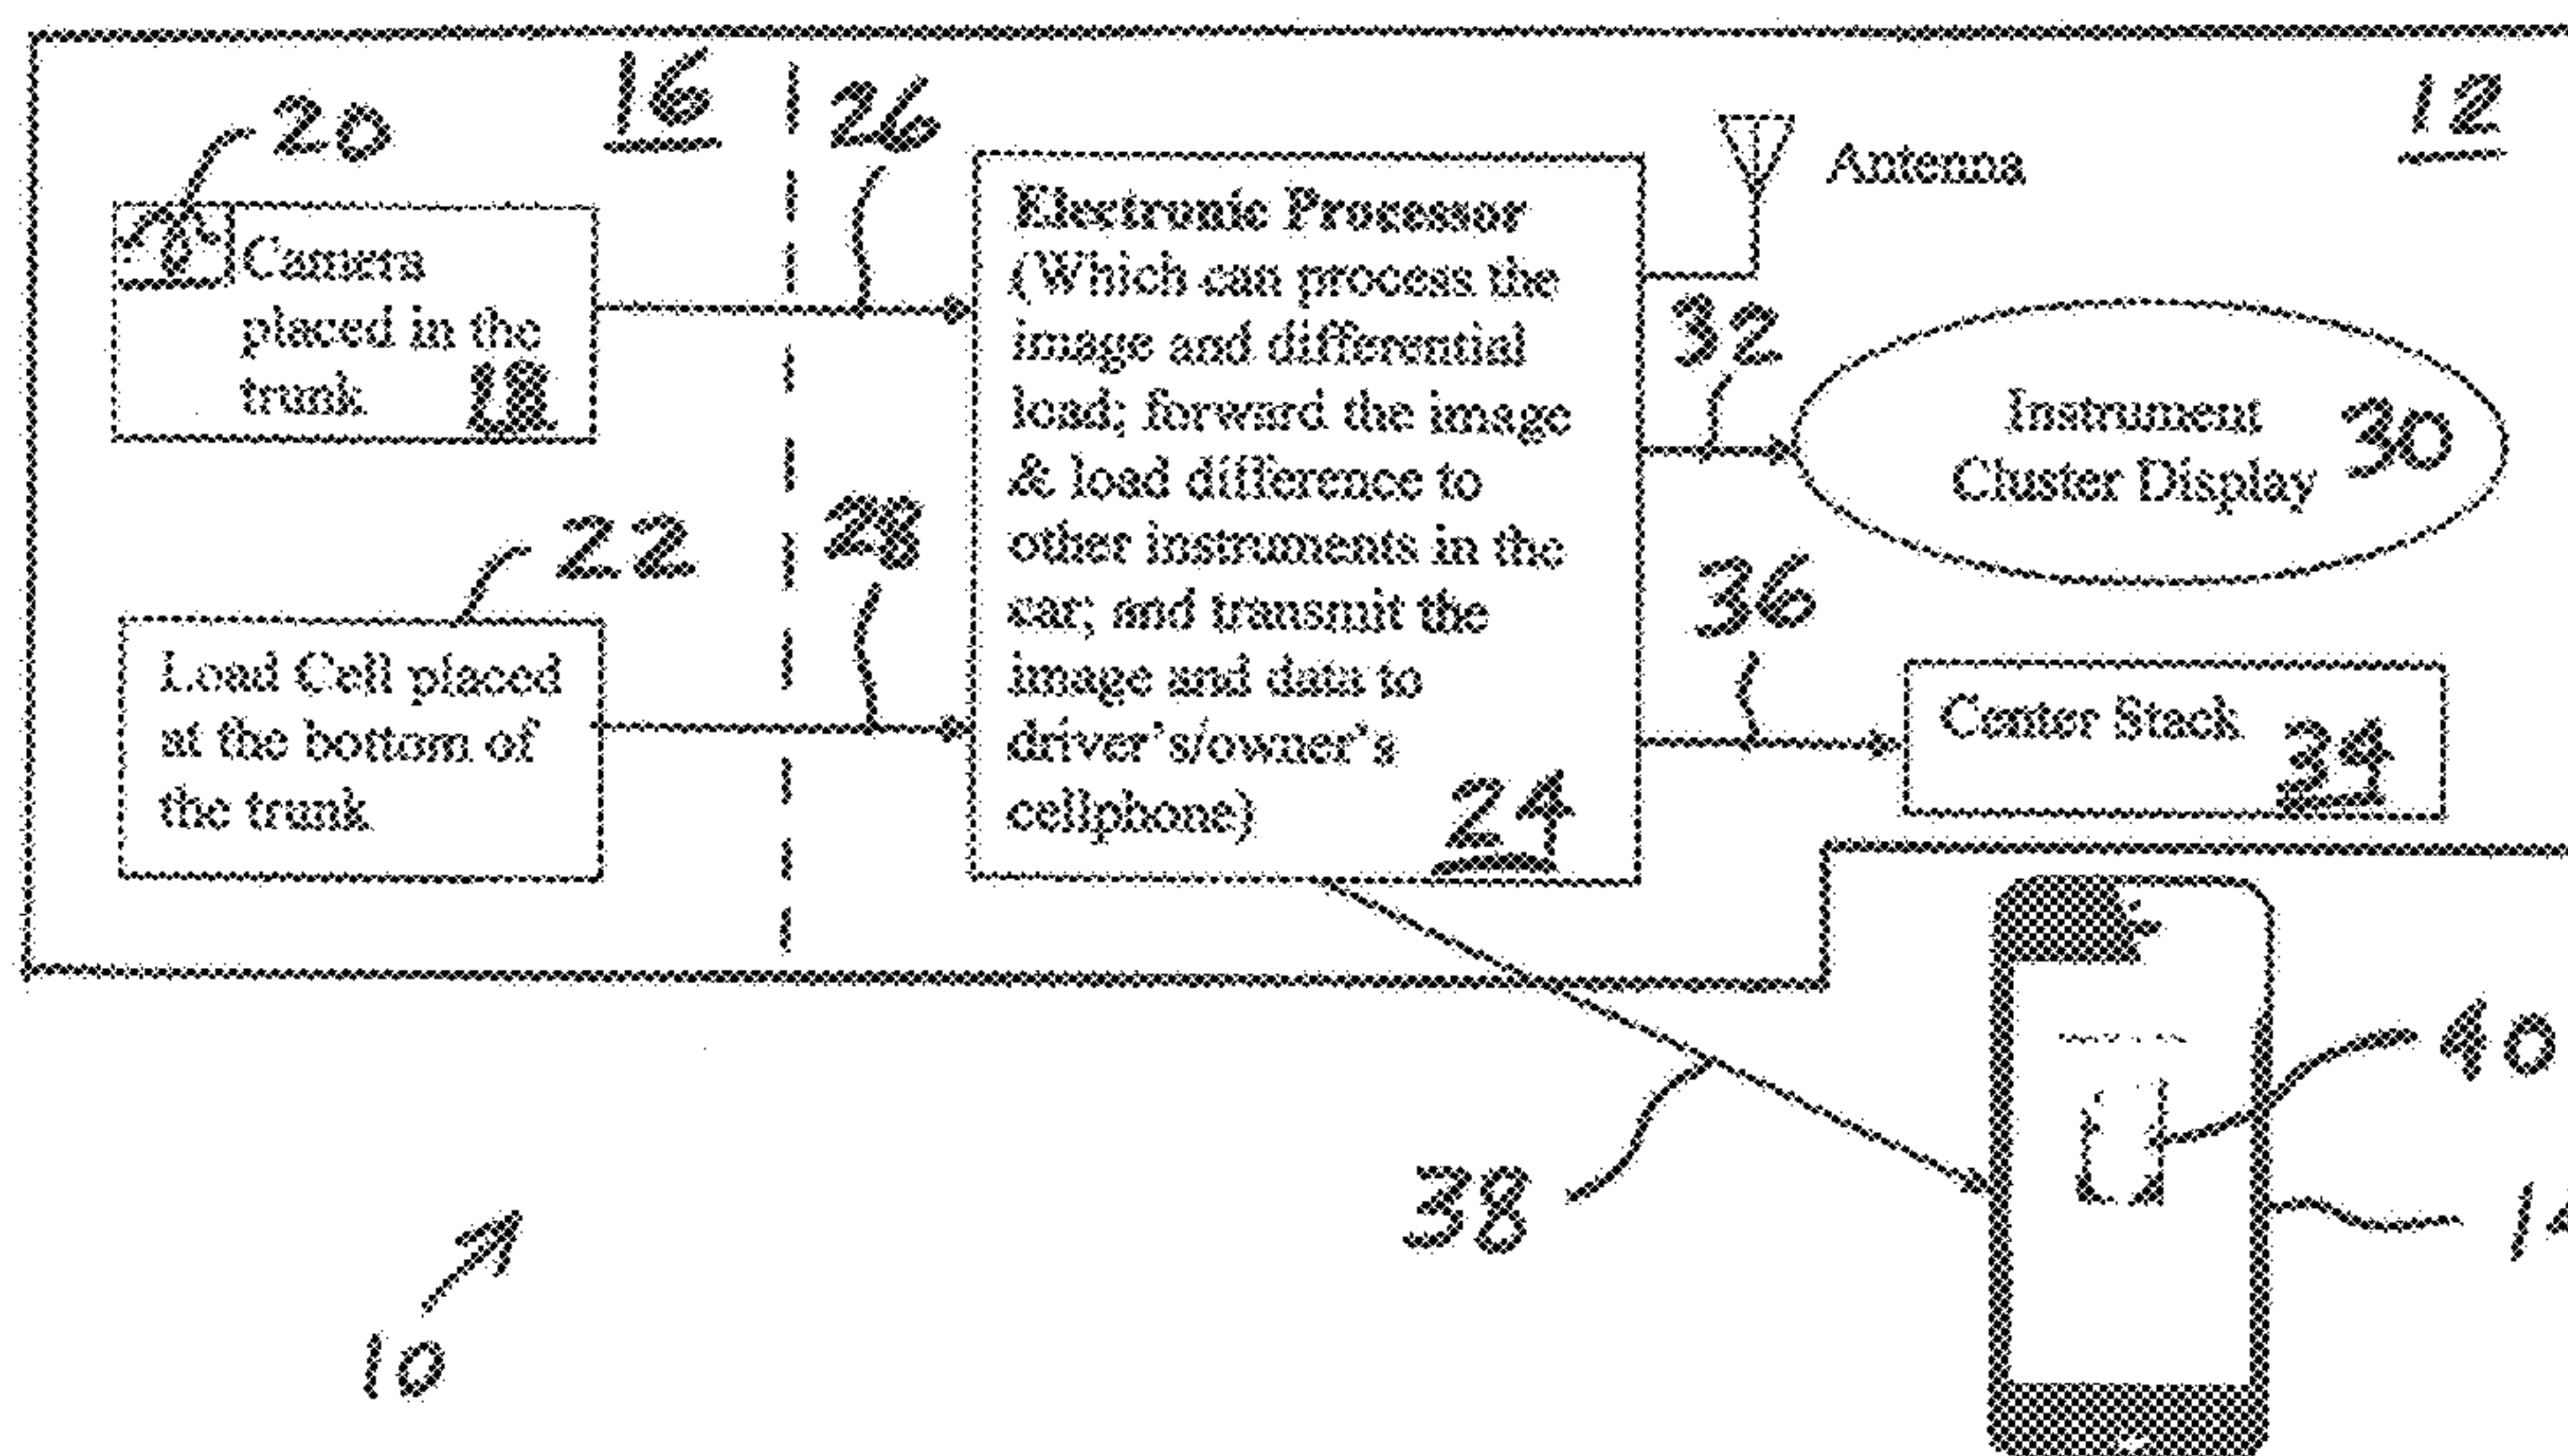 20
16
26
12
Antenna
Camera
placed in the
trunk 18
Electronic Processor
(Which can process the
image and differential
load; forward the image
& load difference to
other instruments in the
car; and transmit the
image and data to
driver's/owner's
cellphone) 24
32
Instrument
Cluster Display 30
22
28
36
Load Cell placed
at the bottom of
the trunk
Center Stack 34
40
38
10